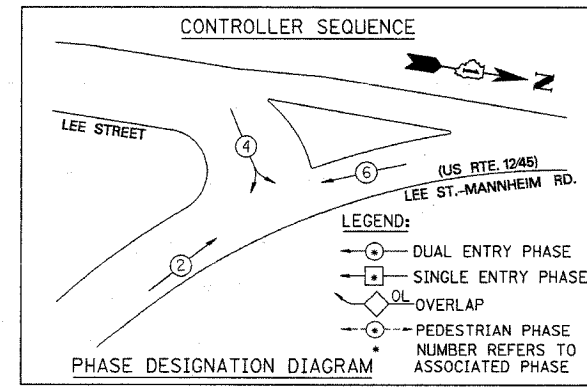 CONTROLLER SEQUENCE
N
LEE STREET
4
6
(US RTE. 12/45)
LEE ST.-MANNHEIM RD.
2
LEGEND:
* DUAL ENTRY PHASE
* SINGLE ENTRY PHASE
OL OVERLAP
* PEDESTRIAN PHASE
* NUMBER REFERS TO
ASSOCIATED PHASE
PHASE DESIGNATION DIAGRAM